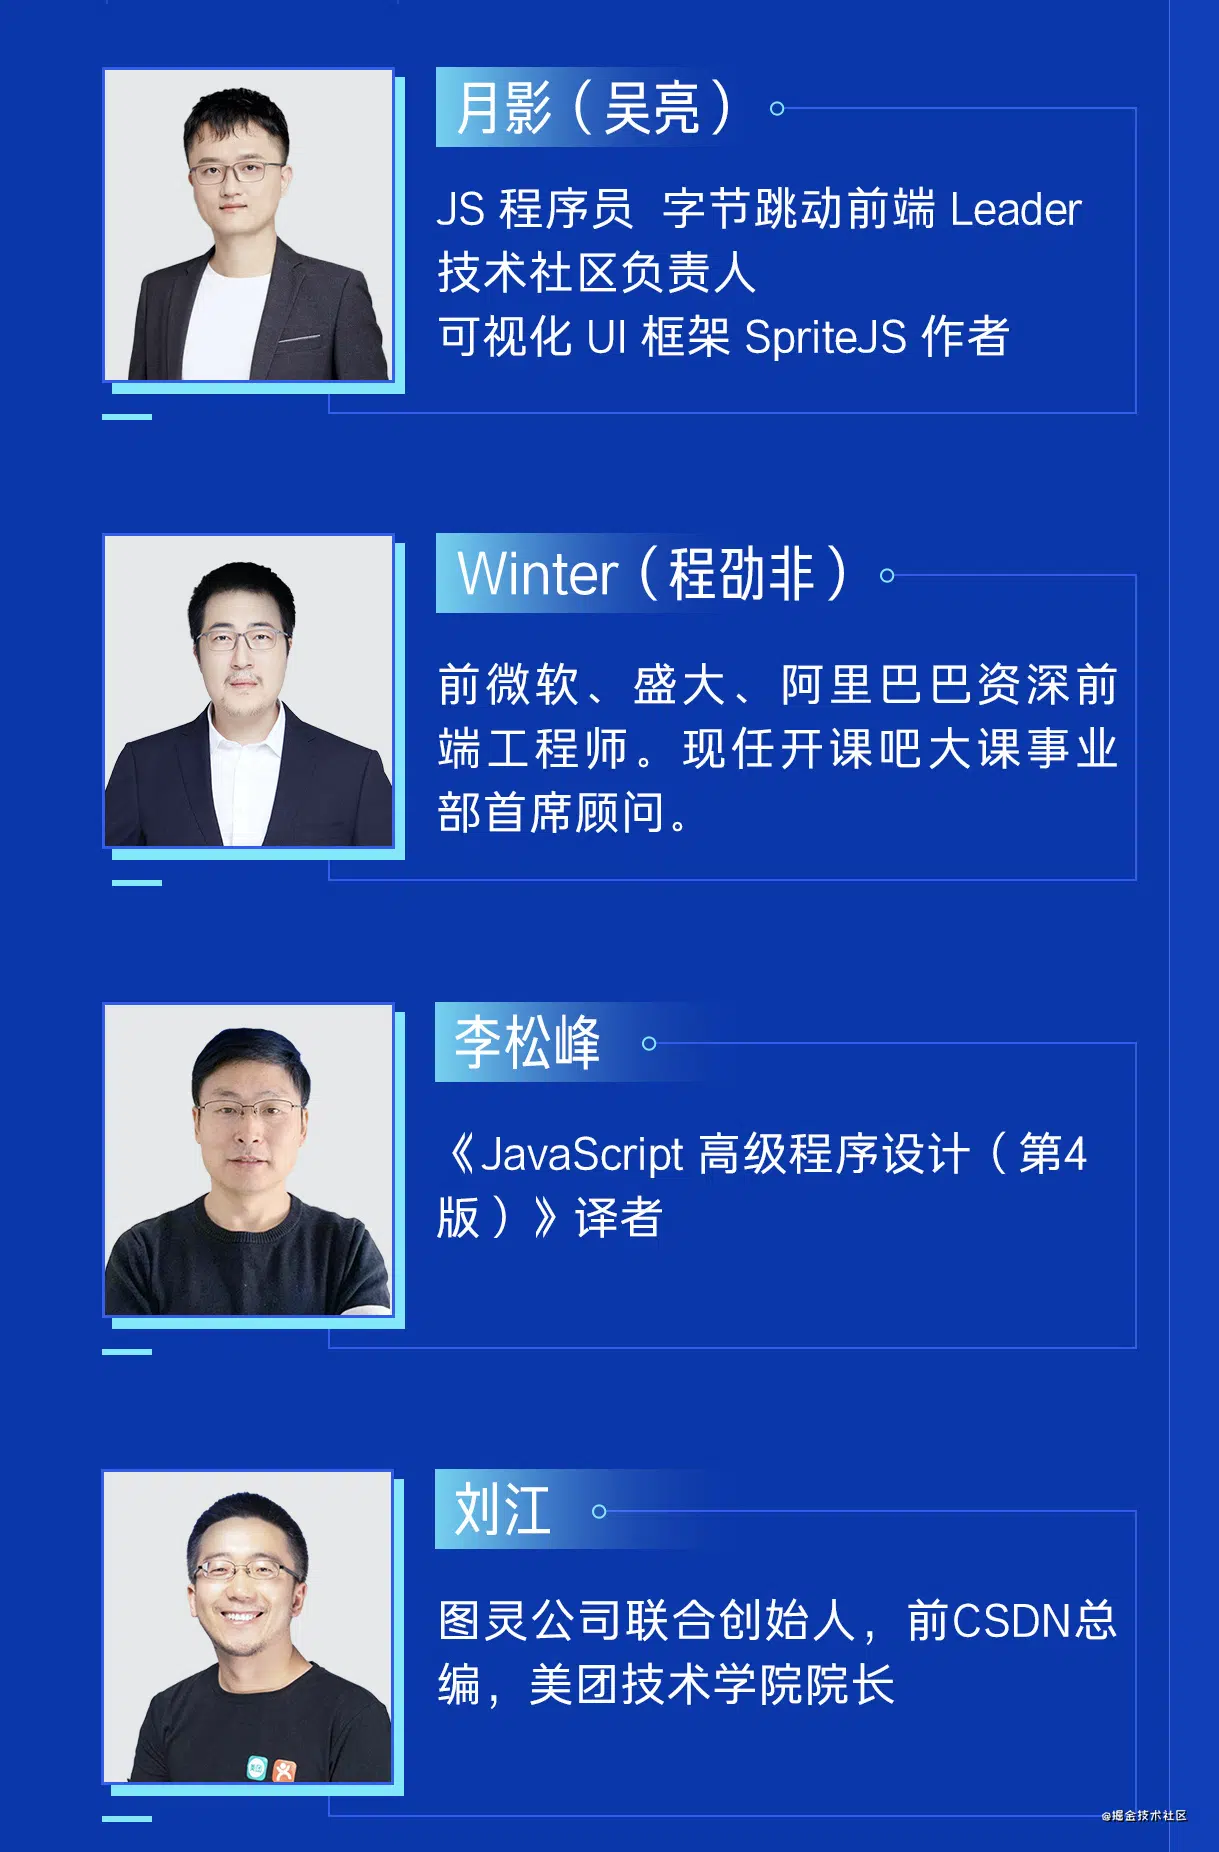 月影（吴亮）
JS 程序员 字节跳动前端 Leader
技术社区负责人
可视化 UI 框架 SpriteJS 作者
Winter（程劭非）
前微软、盛大、阿里巴巴资深前
端工程师。现任开课吧大课事业
部首席顾问。
李松峰
《JavaScript 高级程序设计（第4
版）》译者
刘江
图灵公司联合创始人，前CSDN总
编，美团技术学院院长
美团
@掘金技术社区